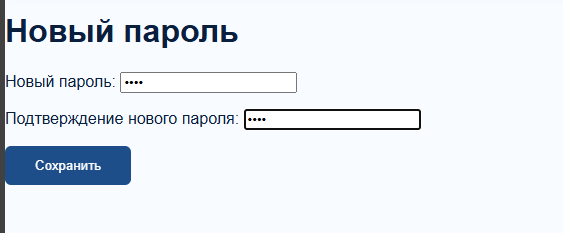 Новый пароль
Новый пароль: ••••
Подтверждение нового пароля: ••••
Сохранить